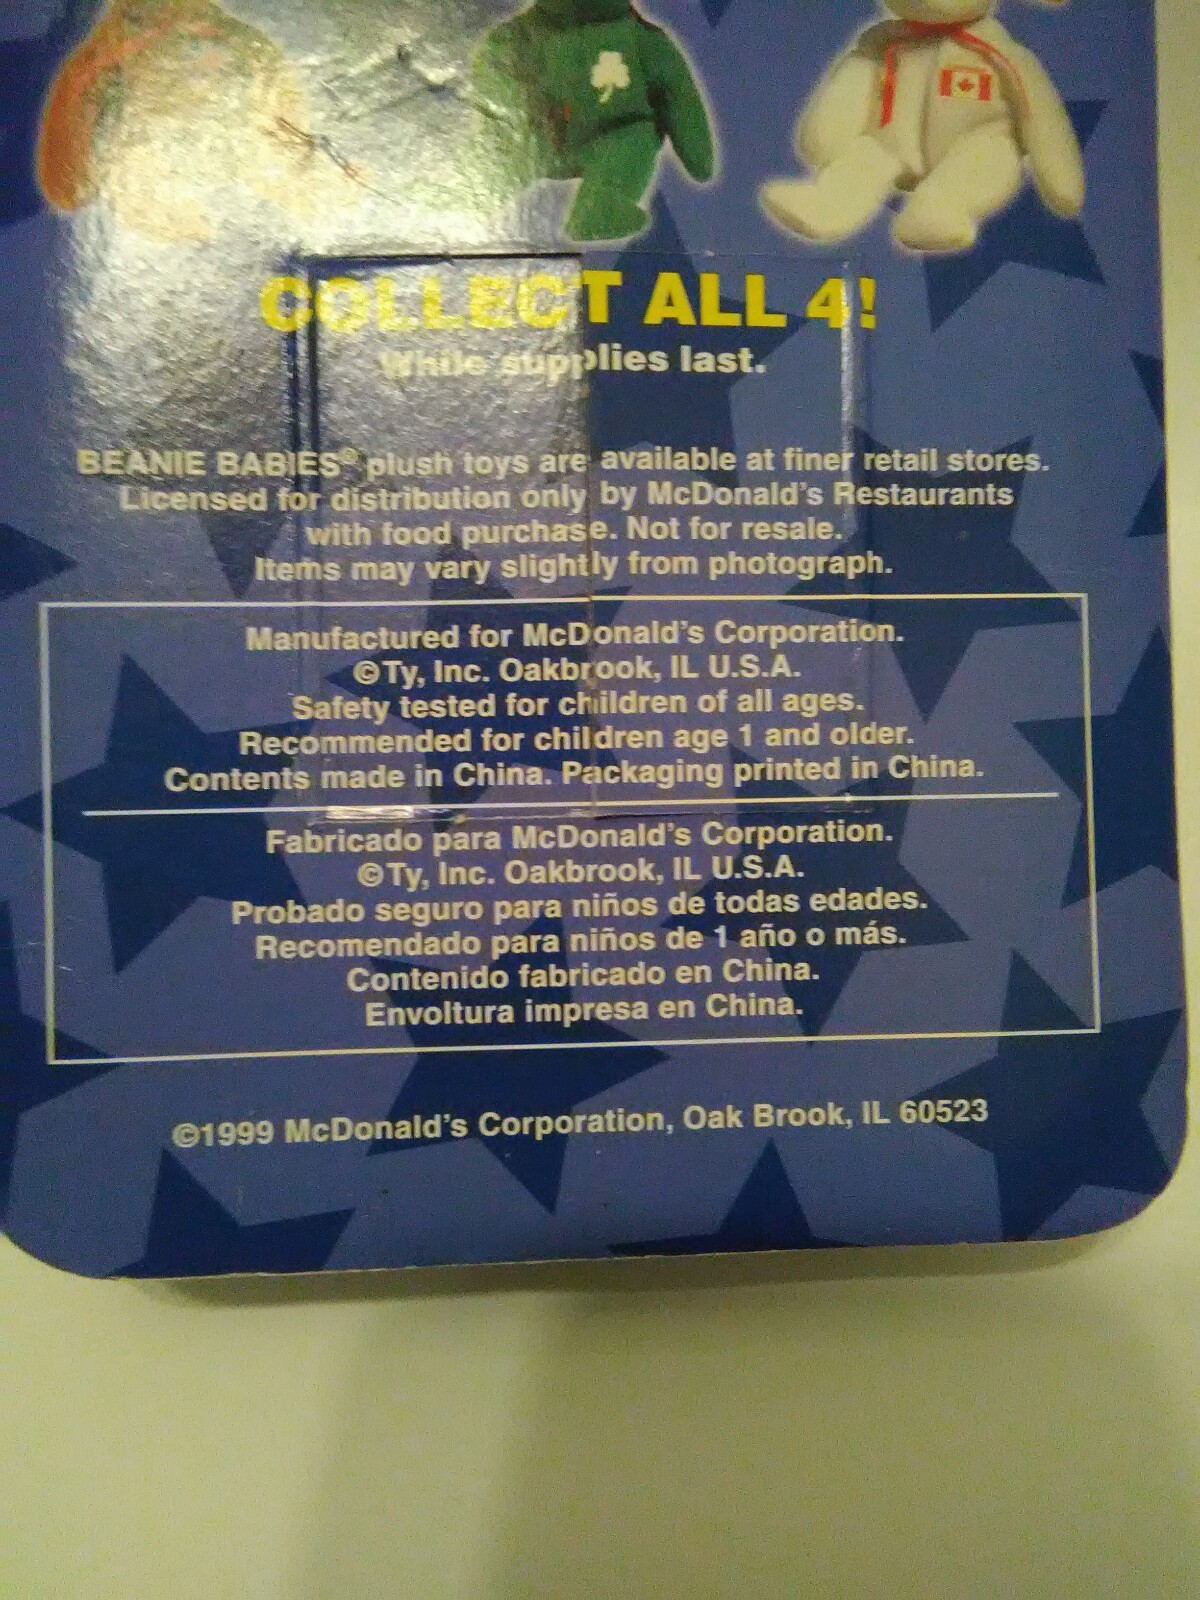 COLLECT ALL 4!
While supplies last.
BEANIE BABIES® plush toys are available at finer retail stores.
Licensed for distribution only by McDonald's Restaurants
with food purchase. Not for resale.
Items may vary slightly from photograph.
Manufactured for McDonald's Corporation.
©Ty, Inc. Oakbrook, IL U.S.A.
Safety tested for children of all ages.
Recommended for children age 1 and older.
Contents made in China. Packaging printed in China.
Fabricado para McDonald's Corporation.
©Ty, Inc. Oakbrook, IL U.S.A.
Probado seguro para niños de todas edades.
Recomendado para niños de 1 año o más.
Contenido fabricado en China.
Envoltura impresa en China.
©1999 McDonald's Corporation, Oak Brook, IL 60523